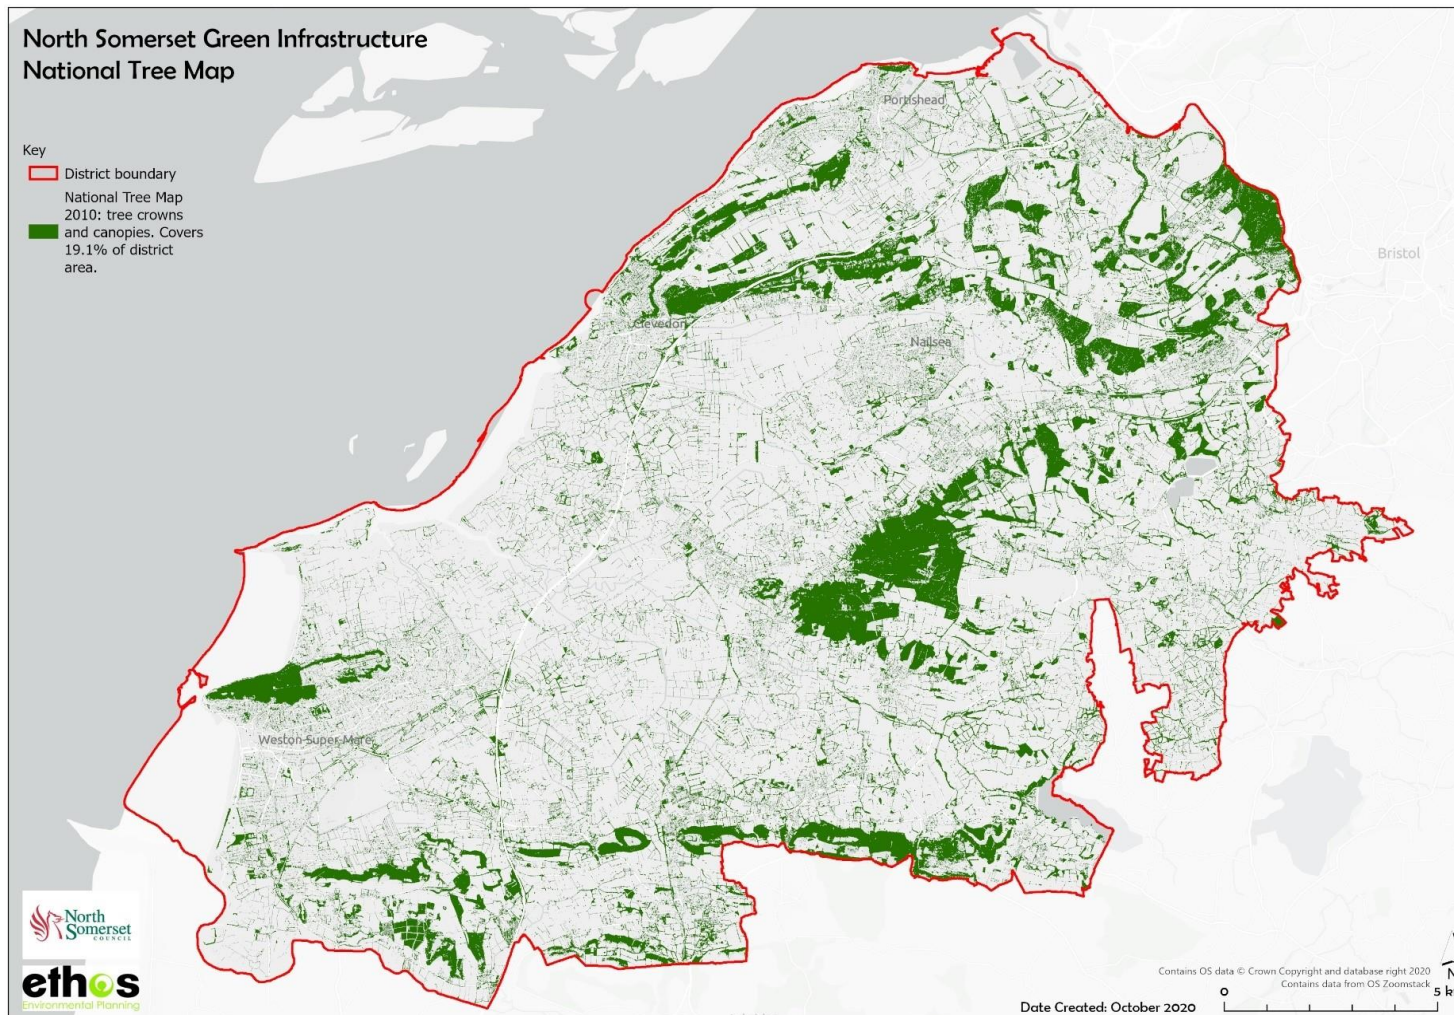 North Somerset Green Infrastructure
National Tree Map
Key
District boundary
National Tree Map
2010: tree crowns
and canopies. Covers
19.1% of district
area.
Portishead
Bristol
Clevedon
Nailsea
Weston-Super-Mare
North
Somerset
COUNCIL
ethos
Environmental Planning
Contains OS data © Crown Copyright and database right 2020
Contains data from OS Zoomstack
N
Date Created: October 2020
0
5 k